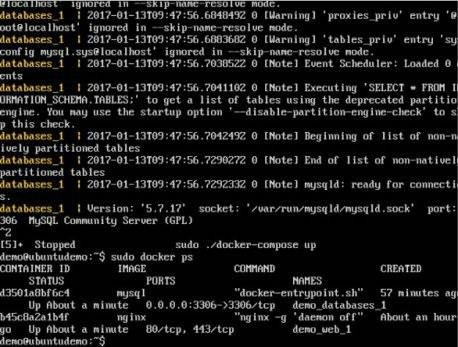 @localhost' ignored in --skip-name-resolve mode.
databases_1  | 2017-01-13T09:47:56.684849Z 0 [Warning] 'proxies_priv' entry '@
oot@localhost' ignored in --skip-name-resolve mode.
databases_1  | 2017-01-13T09:47:56.688368Z 0 [Warning] 'tables_priv' entry 'sy
config mysql.sys@localhost' ignored in --skip-name-resolve mode.
databases_1  | 2017-01-13T09:47:56.703852Z 0 [Note] Event Scheduler: Loaded 0
ents
databases_1  | 2017-01-13T09:47:56.704110Z 0 [Note] Executing 'SELECT * FROM I
ORMATION_SCHEMA.TABLES;' to get a list of tables using the deprecated partitio
engine. You may use the startup option '--disable-partition-engine-check' to s
p this check.
databases_1  | 2017-01-13T09:47:56.704249Z 0 [Note] Beginning of list of non-n
ively partitioned tables
databases_1  | 2017-01-13T09:47:56.729027Z 0 [Note] End of list of non-nativel
partitioned tables
databases_1  | 2017-01-13T09:47:56.729233Z 0 [Note] mysqld: ready for connecti
s.
databases_1  | Version: '5.7.17'  socket: '/var/run/mysqld/mysqld.sock'  port:
306  MySQL Community Server (GPL)
^Z
[5]+  Stopped                 sudo ./docker-compose up
demo@ubuntudemo:~$ sudo docker ps
CONTAINER ID        IMAGE               COMMAND                  CREATED
STATUS              PORTS                    NAMES
d3501a8bf6c4        mysql               "docker-entrypoint.sh"   57 minutes ag
Up About a minute   0.0.0.0:3306->3306/tcp   demo_databases_1
b45c8a2a1b4f        nginx               "nginx -g 'daemon off"   About an hour
go   Up About a minute   80/tcp, 443/tcp          demo_web_1
demo@ubuntudemo:~$